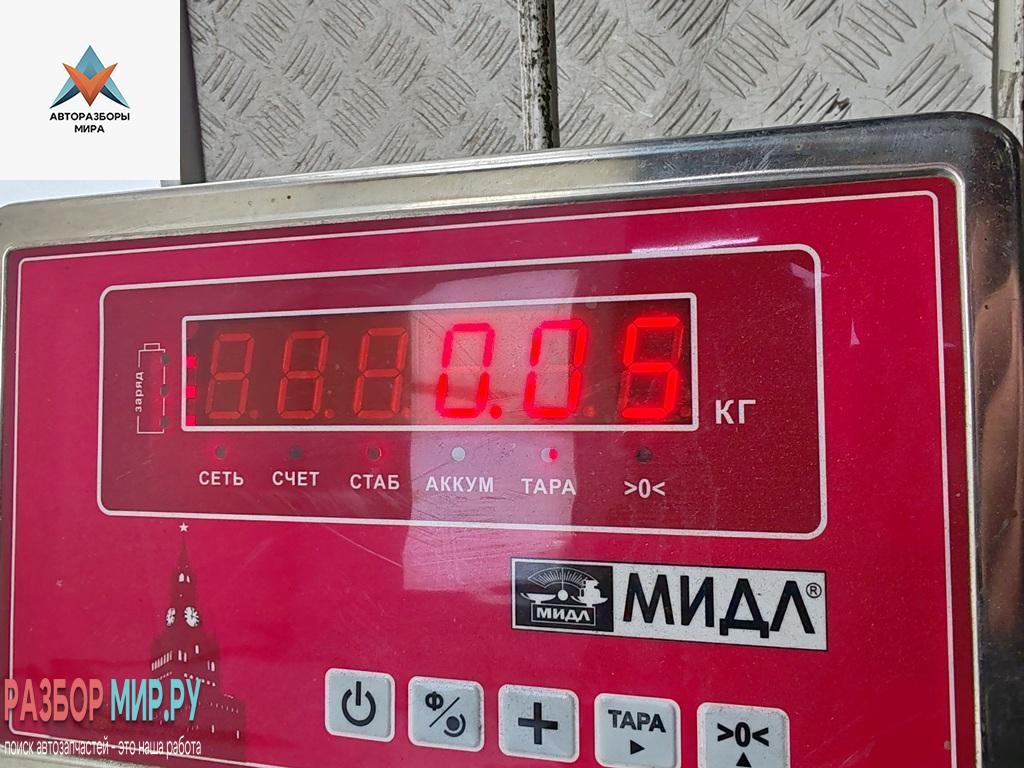 АВТОРАЗБОРЫ
МИРА
заряд
0.05
КГ
СЕТЬ СЧЕТ СТАБ АККУМ ТАРА >0<
МИДЛ
МИДЛ®
Ф/
+
ТАРА
>0<
РАЗБОР МИР.РУ
поиск автозапчастей - это наша работа